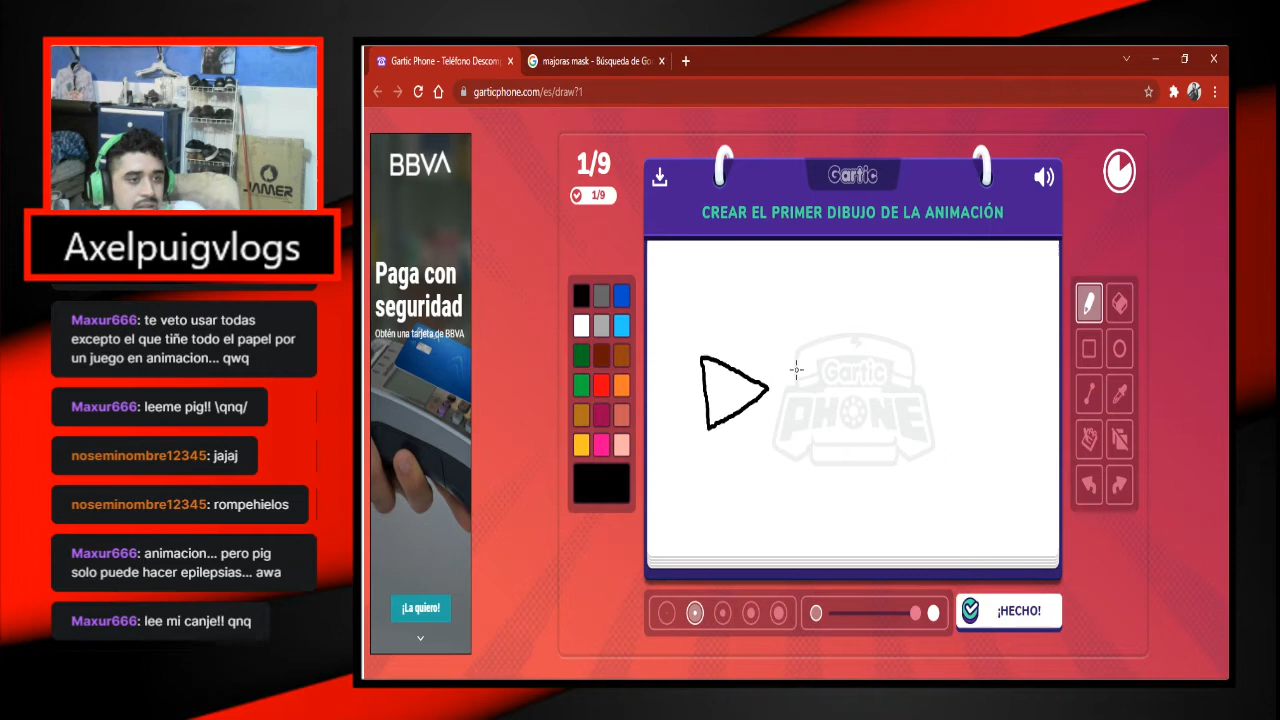 Gartic Phone - Teléfono Descom
majoras mask - Búsqueda de Go
garticphone.com/es/draw?1
JAMER
Axelpuigvlogs
Maxur666: te veto usar todas
excepto el que tiñe todo el papel por
un juego en animacion... qwq
Maxur666: leeme pig!! \qnq/
noseminombre12345: jajaj
noseminombre12345: rompehielos
Maxur666: animacion... pero pig
solo puede hacer epilepsias... awa
Maxur666: lee mi canje!! qnq
BBVA
Paga con
seguridad
Obtén una tarjeta de BBVA
¡La quiero!
1/9
1/9
Gartic
CREAR EL PRIMER DIBUJO DE LA ANIMACIÓN
Gartic
PHONE
¡HECHO!